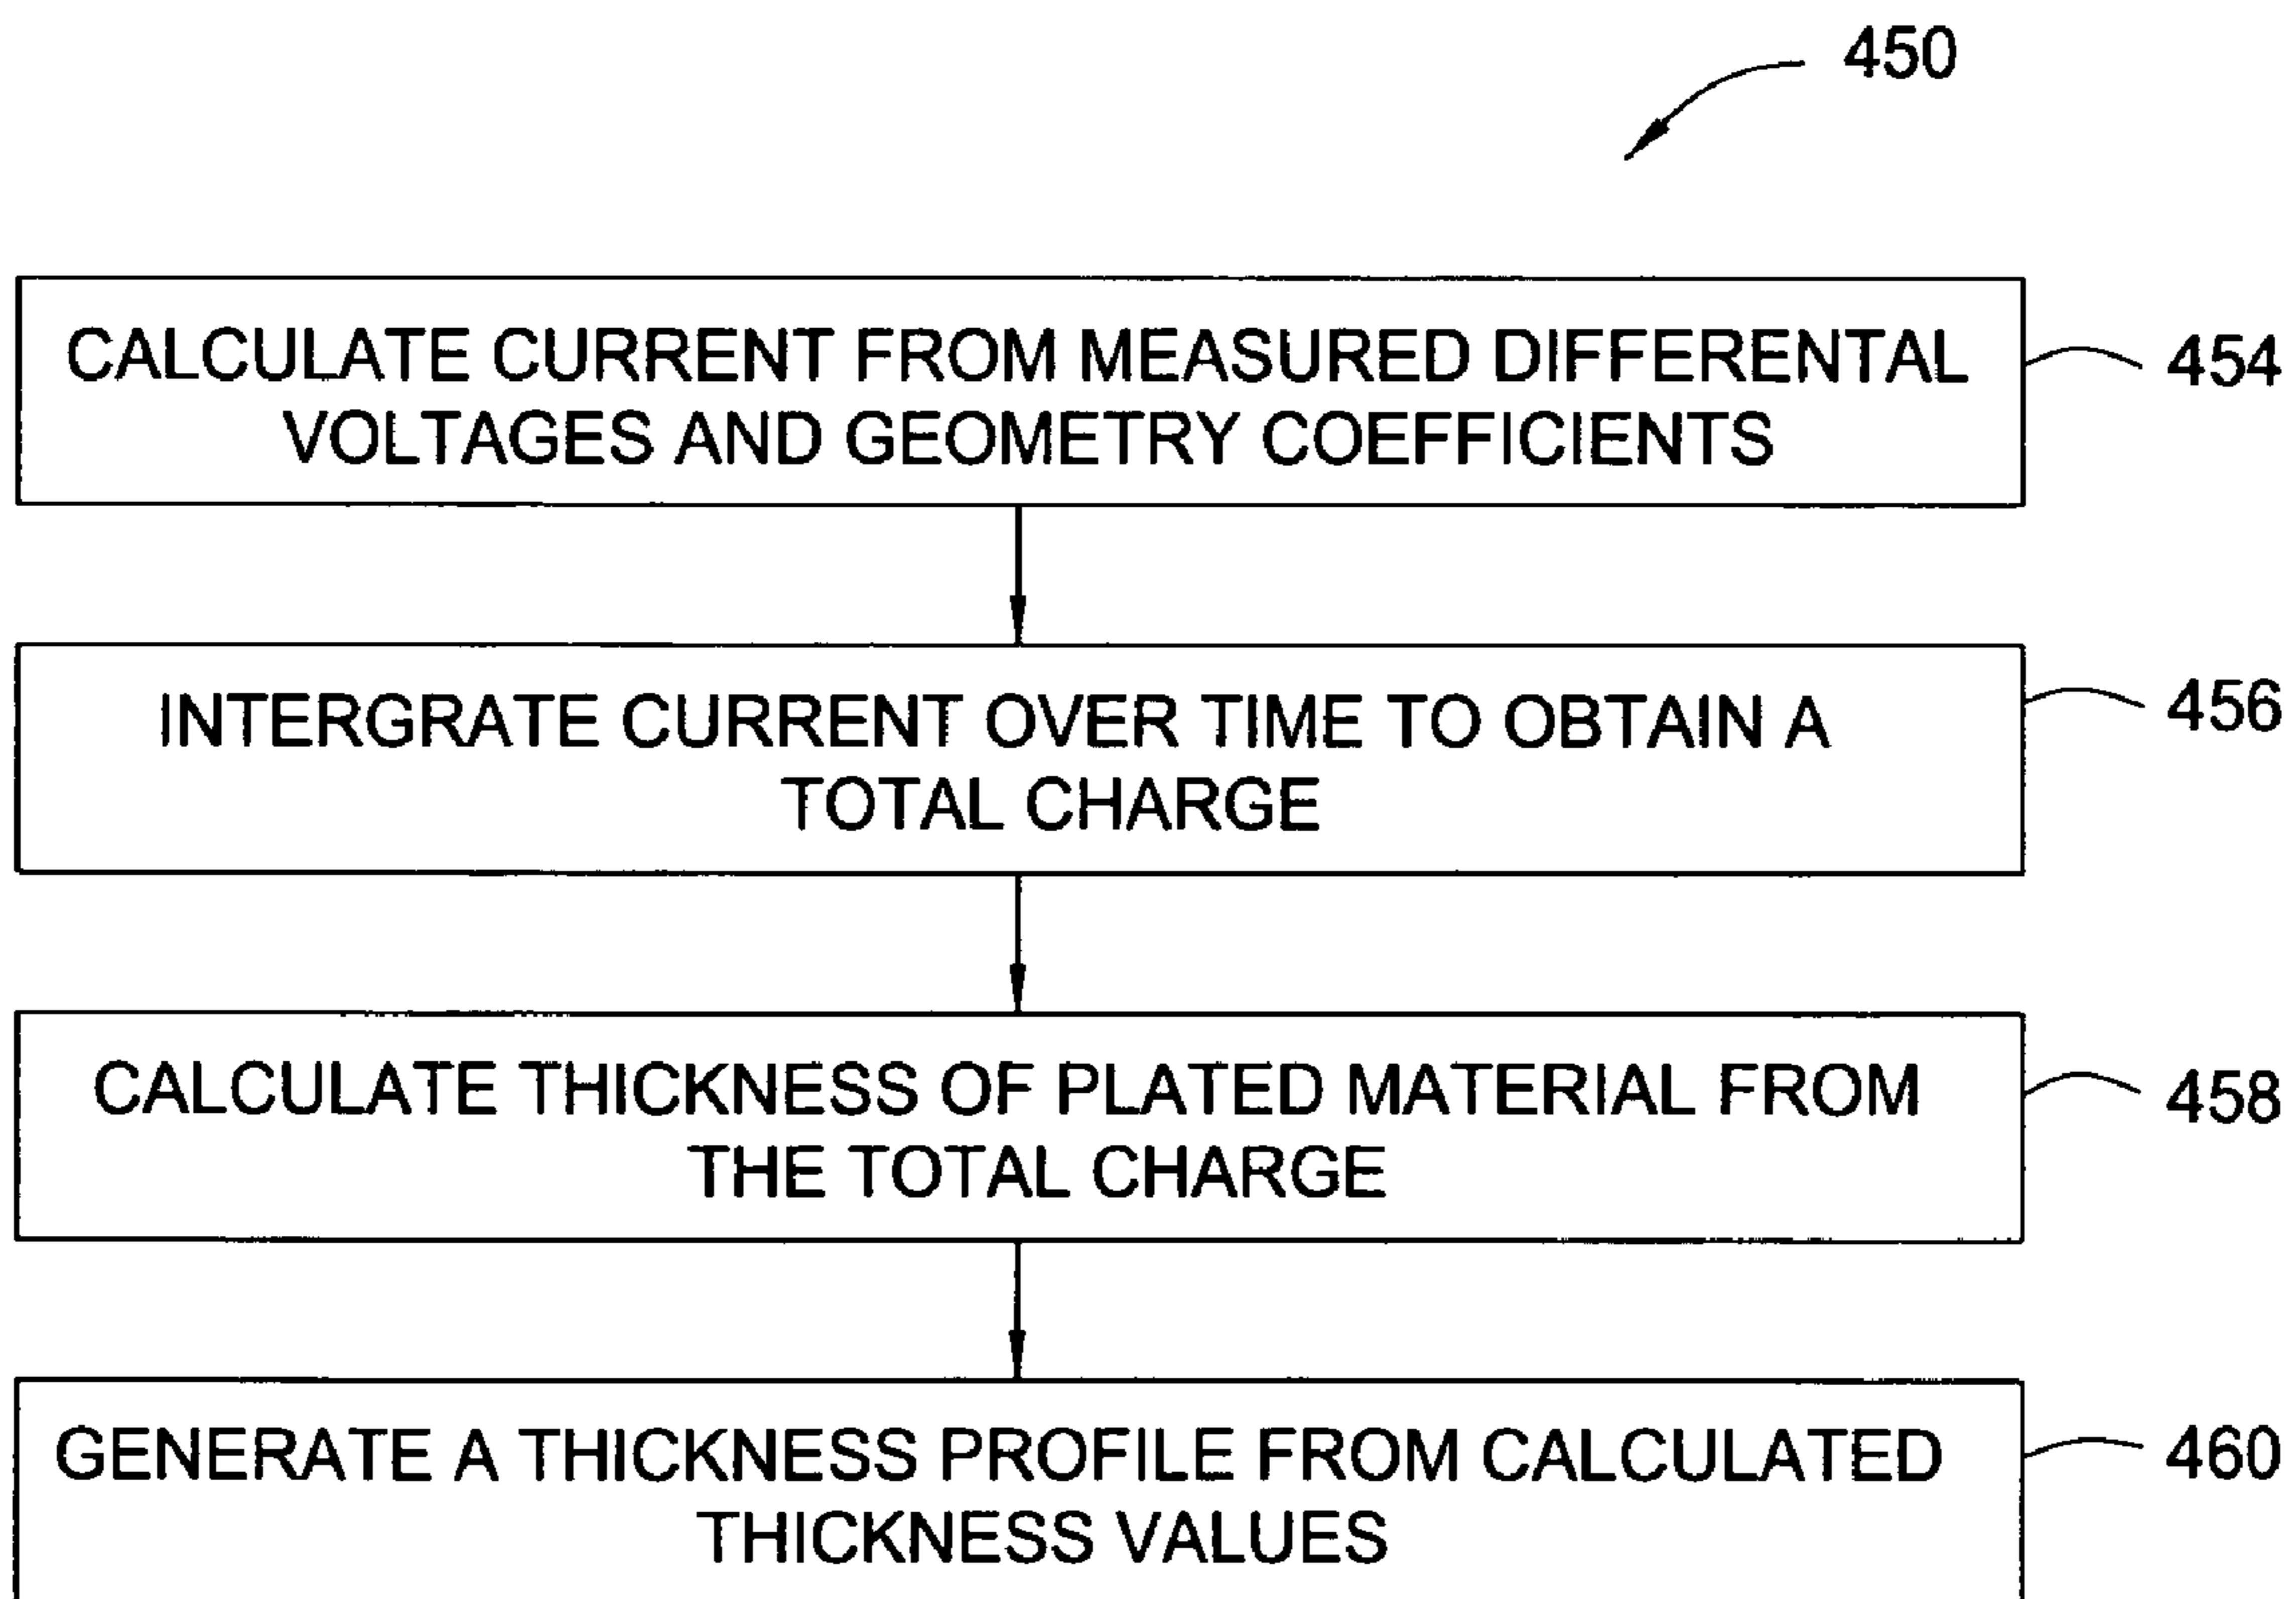 450
CALCULATE CURRENT FROM MEASURED DIFFERENTAL
VOLTAGES AND GEOMETRY COEFFICIENTS
454
INTERGRATE CURRENT OVER TIME TO OBTAIN A
TOTAL CHARGE
456
CALCULATE THICKNESS OF PLATED MATERIAL FROM
THE TOTAL CHARGE
458
GENERATE A THICKNESS PROFILE FROM CALCULATED
THICKNESS VALUES
460